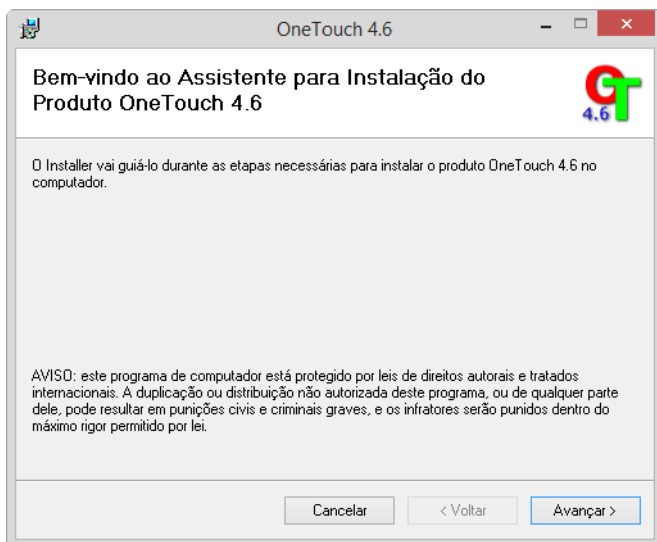 OneTouch 4.6
Bem-vindo ao Assistente para Instalação do
Produto OneTouch 4.6
OT
4.6
O Installer vai guiá-lo durante as etapas necessárias para instalar o produto OneTouch 4.6 no
computador.
AVISO: este programa de computador está protegido por leis de direitos autorais e tratados
internacionais. A duplicação ou distribuição não autorizada deste programa, ou de qualquer parte
dele, pode resultar em punições civis e criminais graves, e os infratores serão punidos dentro do
máximo rigor permitido por lei.
Cancelar
< Voltar
Avançar >